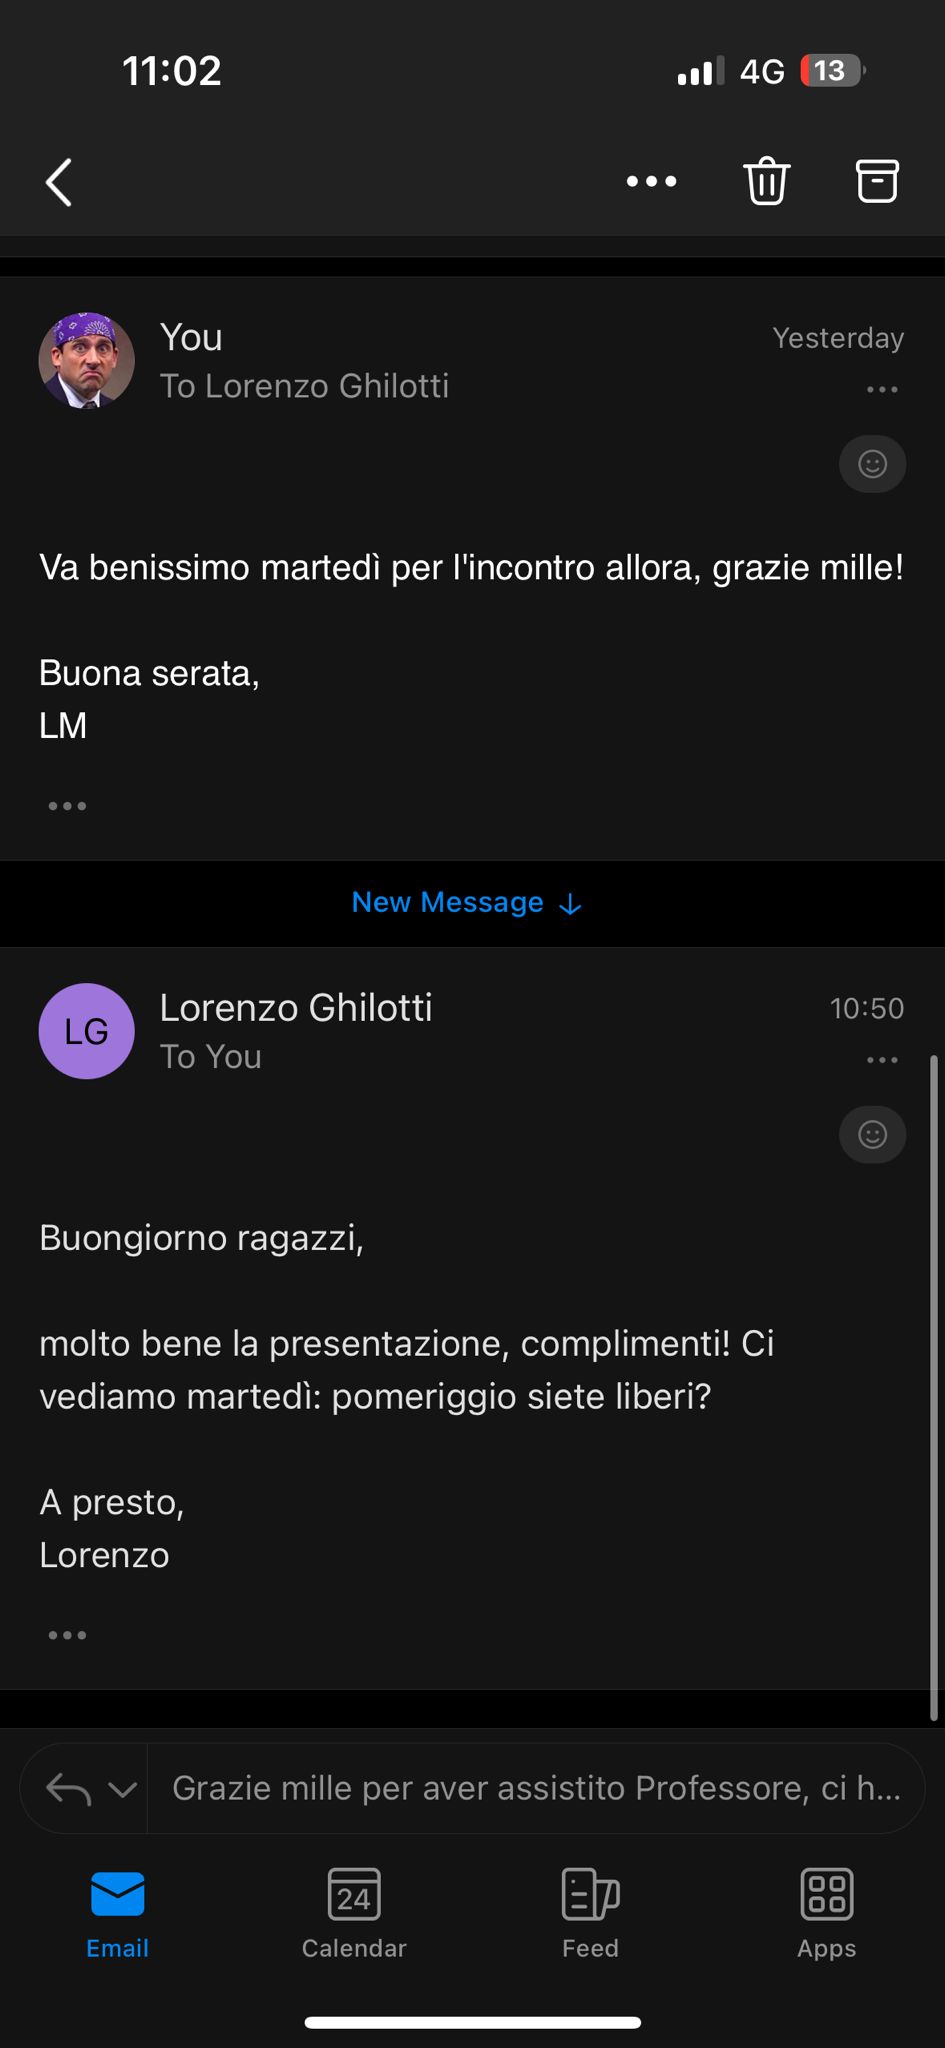 11:02
4G
13
You
Yesterday
To Lorenzo Ghilotti
Va benissimo martedì per l'incontro allora, grazie mille!
Buona serata,
LM
New Message ↓
LG
Lorenzo Ghilotti
10:50
To You
Buongiorno ragazzi,
molto bene la presentazione, complimenti! Ci
vediamo martedì: pomeriggio siete liberi?
A presto,
Lorenzo
Grazie mille per aver assistito Professore, ci h...
24
Email
Calendar
Feed
Apps